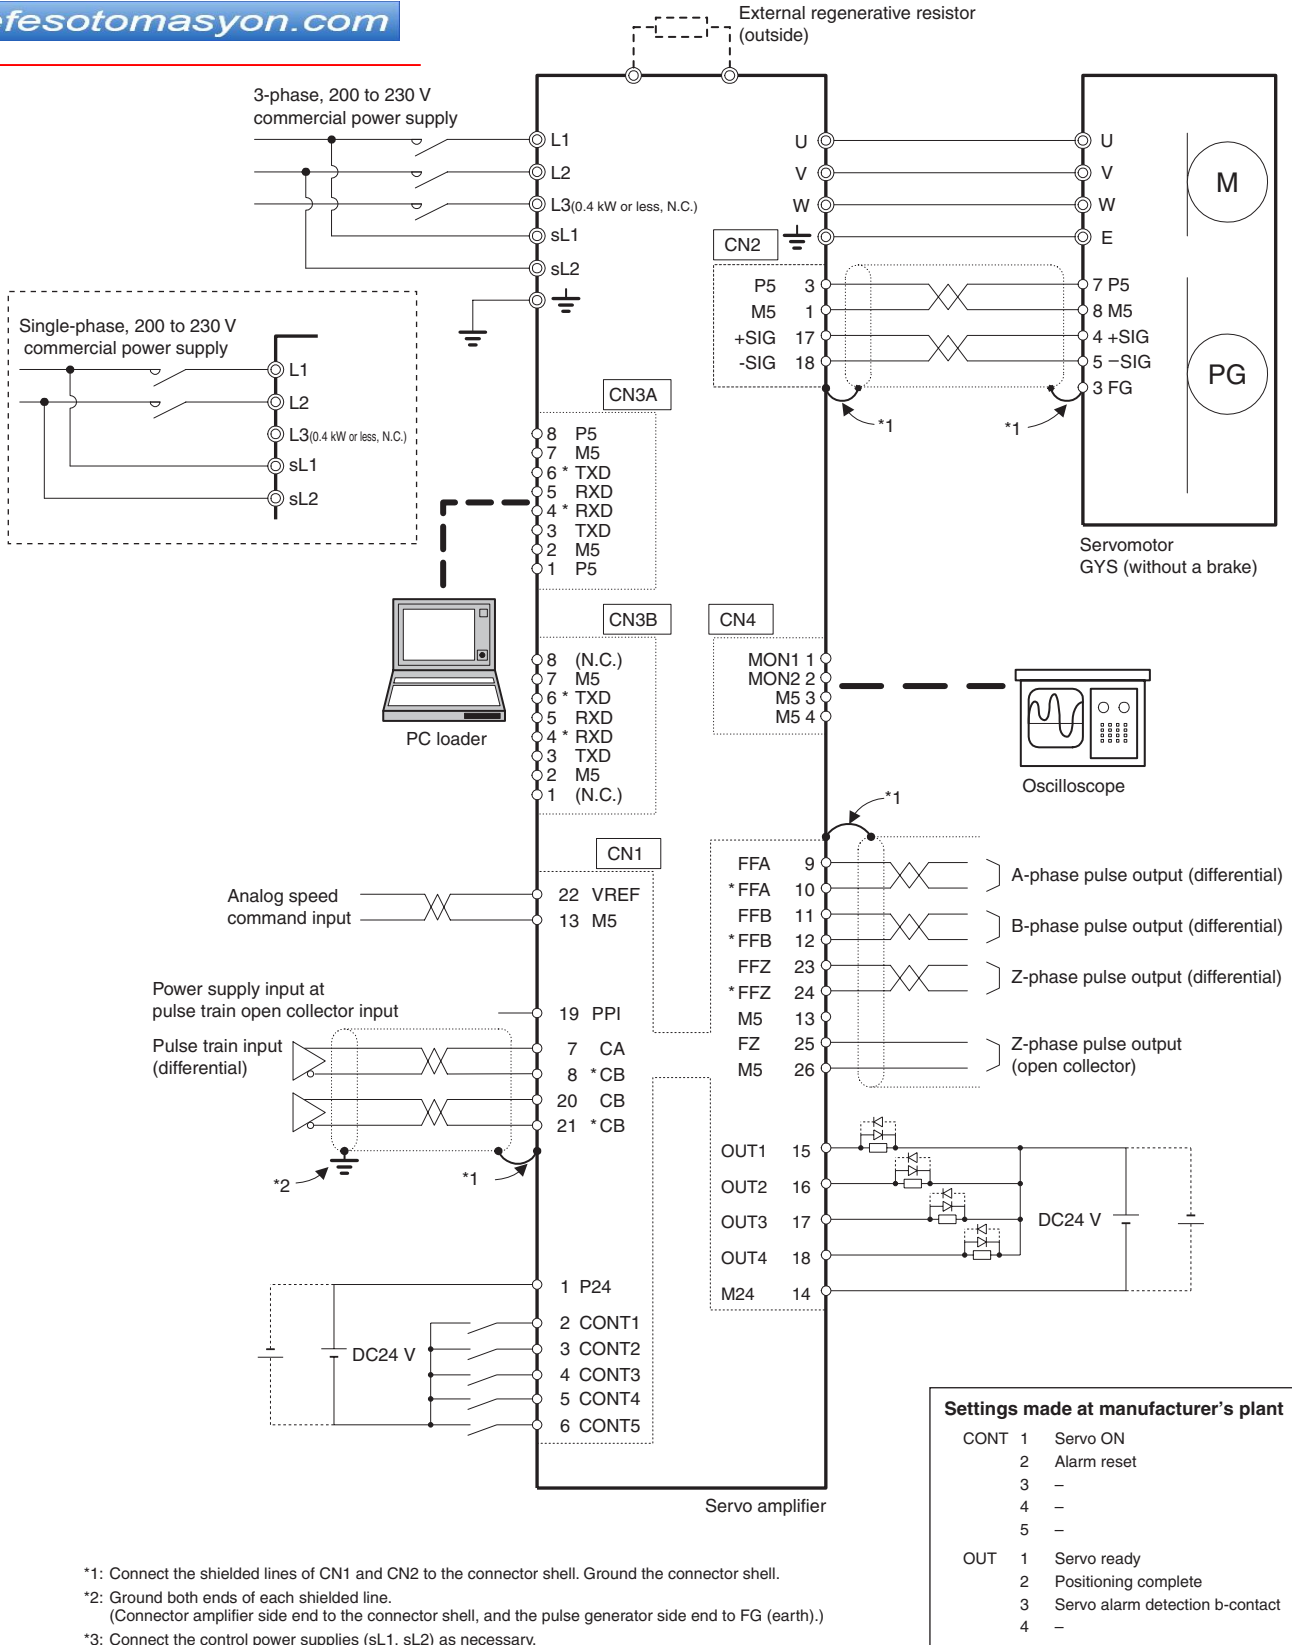 efesotomasyon.com
External regenerative resistor
(outside)
3-phase, 200 to 230 V
commercial power supply
L1
L2
L3(0.4 kW or less, N.C.)
sL1
sL2
U
V
W
U
V
W
E
M
CN2
P5 3
M5 1
+SIG 17
-SIG 18
7 P5
8 M5
4 +SIG
5 −SIG
3 FG
PG
*1
*1
Servomotor
GYS (without a brake)
Single-phase, 200 to 230 V
commercial power supply
L1
L2
L3(0.4 kW or less, N.C.)
sL1
sL2
CN3A
8 P5
7 M5
6 * TXD
5 RXD
4 * RXD
3 TXD
2 M5
1 P5
PC loader
CN3B
8 (N.C.)
7 M5
6 * TXD
5 RXD
4 * RXD
3 TXD
2 M5
1 (N.C.)
CN4
MON1 1
MON2 2
M5 3
M5 4
Oscilloscope
*1
CN1
Analog speed
command input
22 VREF
13 M5
Power supply input at
pulse train open collector input
19 PPI
Pulse train input
(differential)
7 CA
8 *CB
20 CB
21 *CB
*2
*1
FFA 9
*FFA 10
FFB 11
*FFB 12
FFZ 23
*FFZ 24
M5 13
FZ 25
M5 26
A-phase pulse output (differential)
B-phase pulse output (differential)
Z-phase pulse output (differential)
Z-phase pulse output
(open collector)
OUT1 15
OUT2 16
OUT3 17
OUT4 18
M24 14
DC24 V
1 P24
2 CONT1
3 CONT2
4 CONT3
5 CONT4
6 CONT5
DC24 V
Servo amplifier
Settings made at manufacturer's plant
CONT 1 Servo ON
2 Alarm reset
3 –
4 –
5 –
OUT 1 Servo ready
2 Positioning complete
3 Servo alarm detection b-contact
4 –
*1: Connect the shielded lines of CN1 and CN2 to the connector shell. Ground the connector shell.
*2: Ground both ends of each shielded line.
(Connector amplifier side end to the connector shell, and the pulse generator side end to FG (earth).)
*3: Connect the control power supplies (sL1, sL2) as necessary.